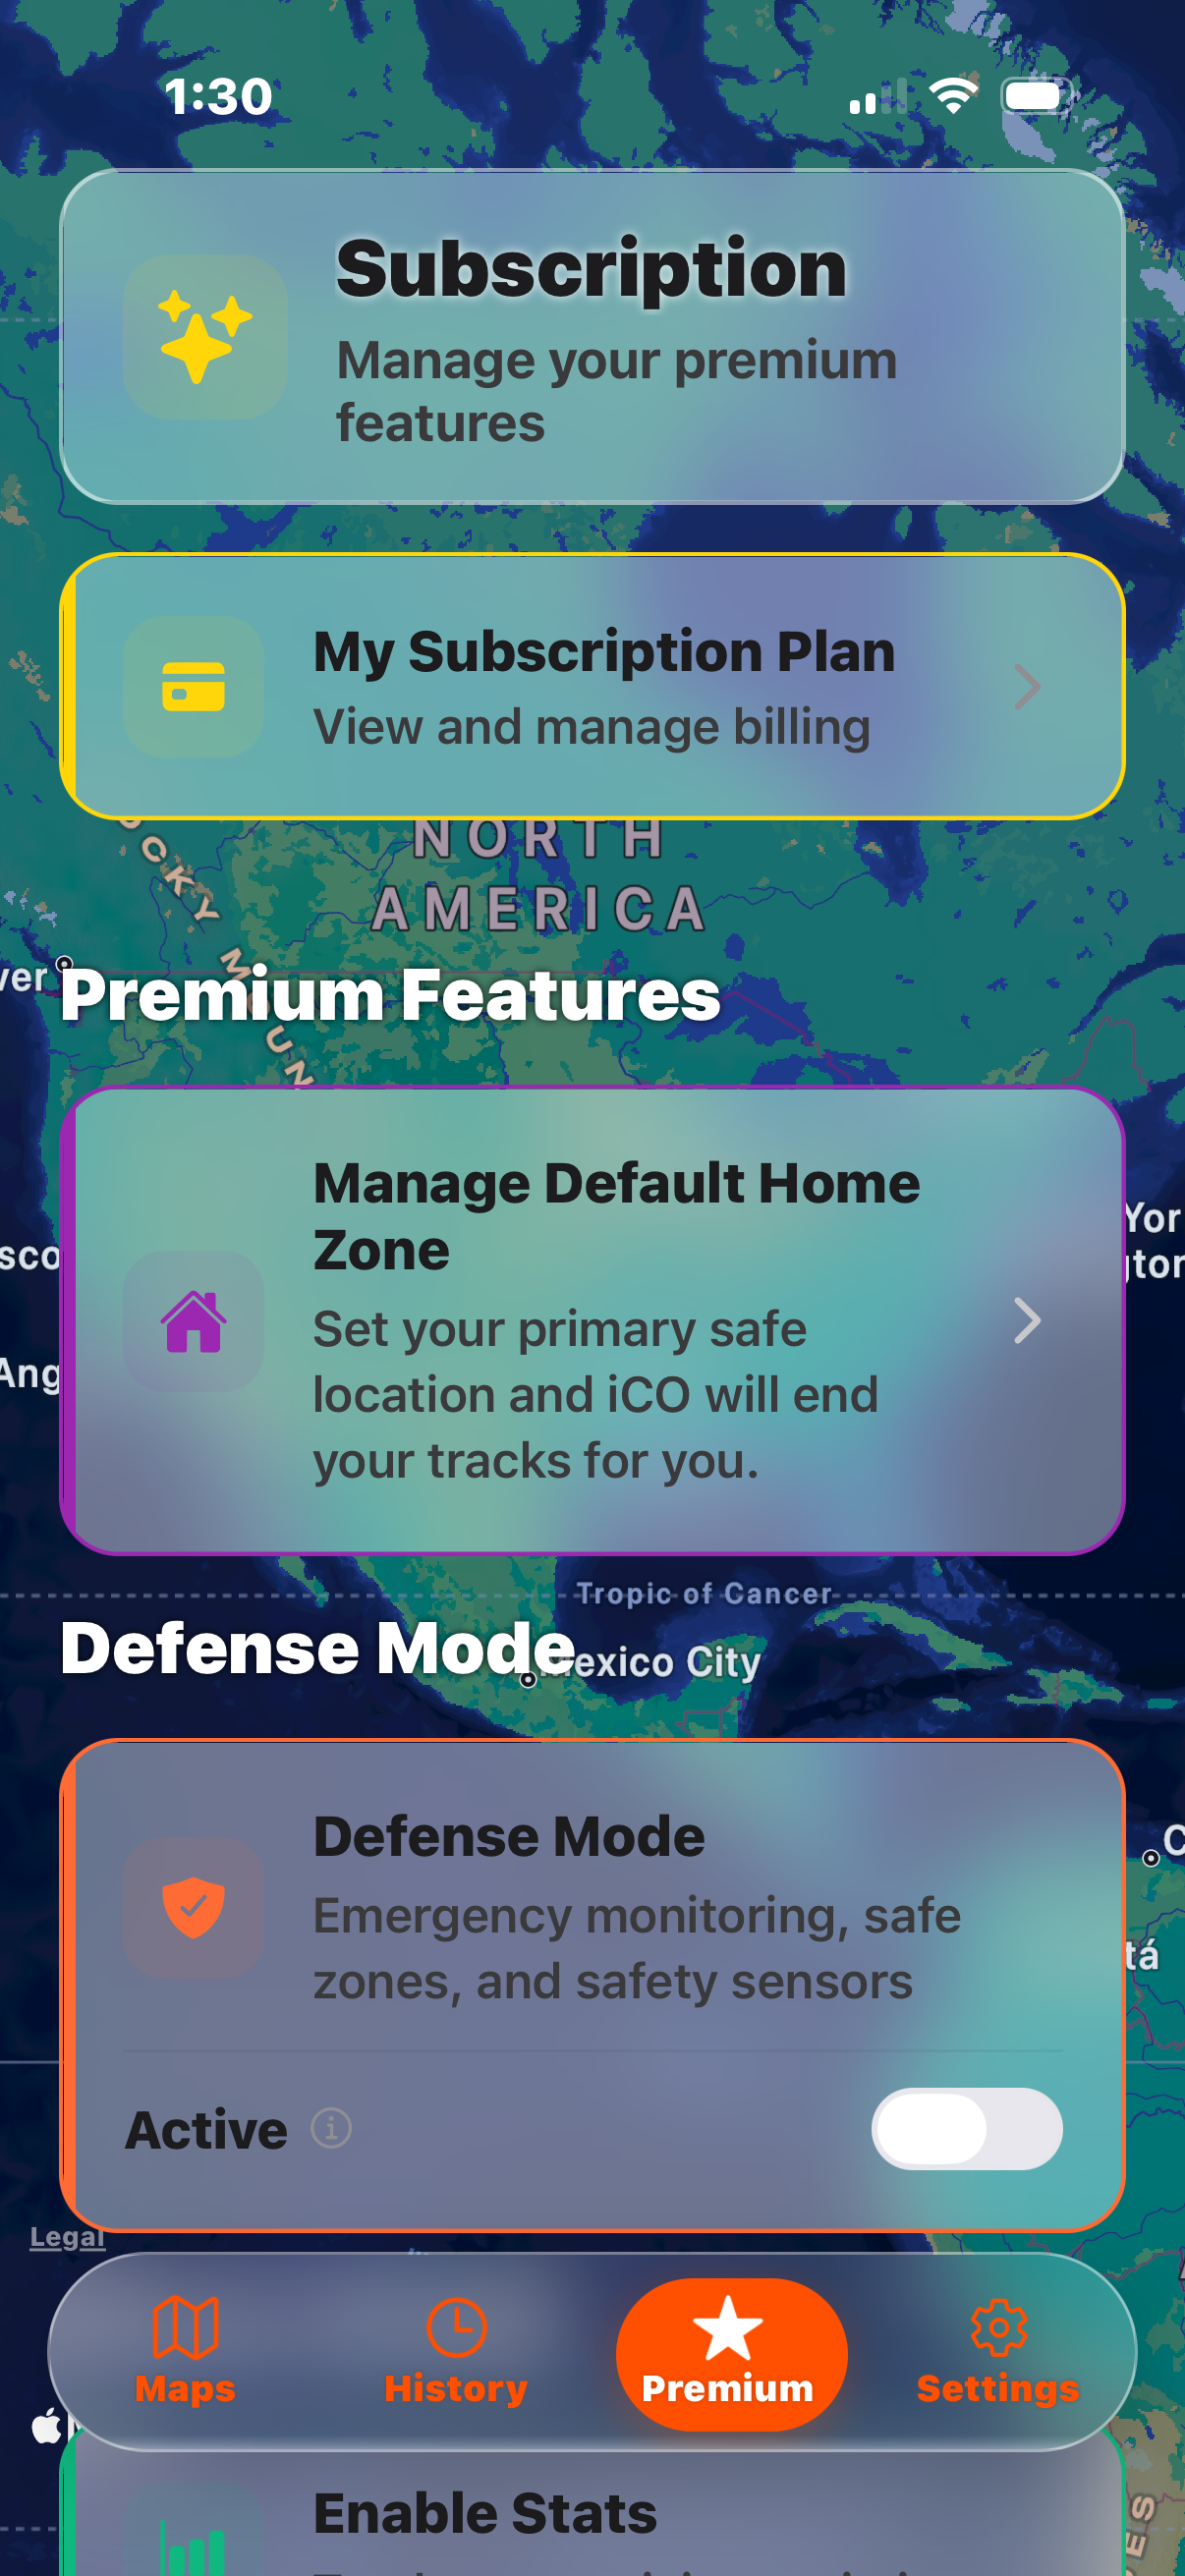 1:30
Subscription
Manage your premium
features
My Subscription Plan
View and manage billing
NORTH
AMERICA
Premium Features
Manage Default Home
Zone
Set your primary safe
location and iCO will end
your tracks for you.
Tropic of Cancer
Defense Mode
Mexico City
Defense Mode
Emergency monitoring, safe
zones, and safety sensors
Active
Legal
Maps
History
Premium
Settings
Enable Stats